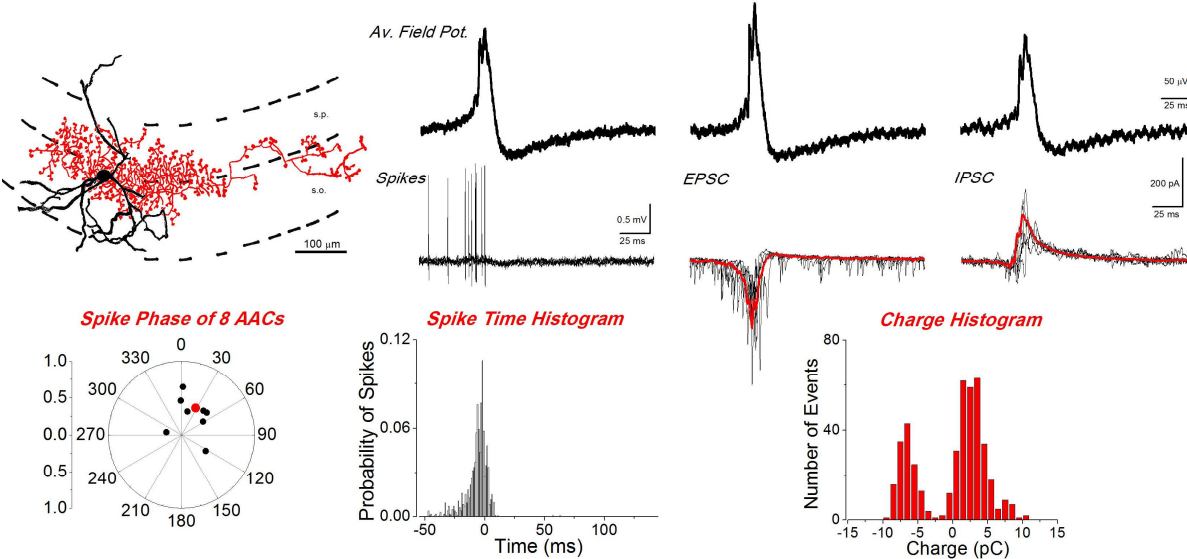 Av. Field Pot.
50 µV
25 ms
s.p.
s.o.
100 µm
Spikes
0.5 mV
25 ms
EPSC
IPSC
200 pA
25 ms
Spike Phase of 8 AACs
1.0
0.5
0.0
0.5
1.0
0
30
60
90
120
150
180
210
240
270
300
330
Spike Time Histogram
Probability of Spikes
0.12
0.06
0.00
-50
0
50
100
Time (ms)
Charge Histogram
Number of Events
80
40
0
-15
-10
-5
0
5
10
15
Charge (pC)